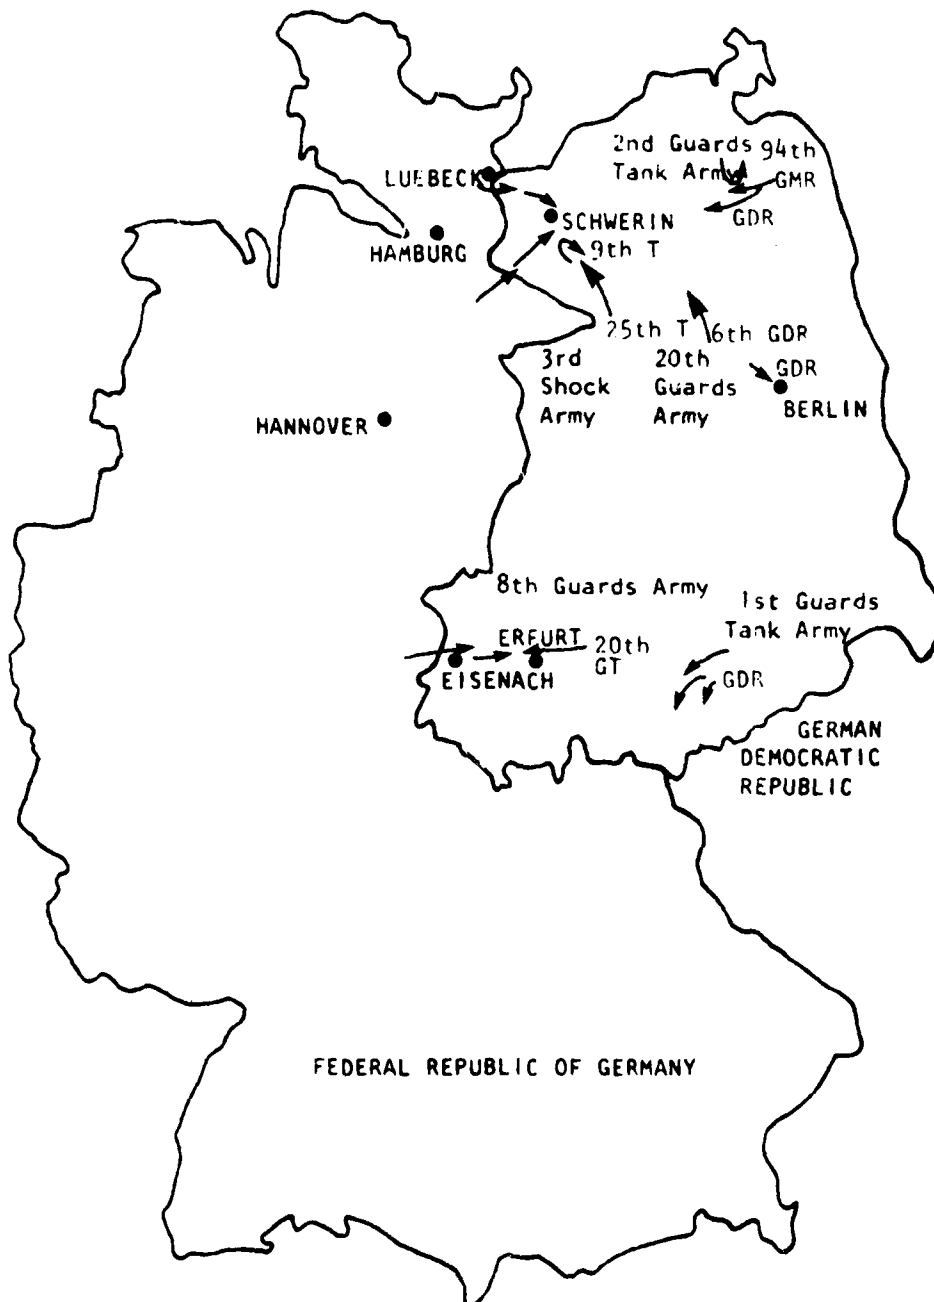 2nd Guards
Tank Army
94th
GMR
GDR
LUEBECK
SCHWERIN
HAMBURG
9th T
25th T
6th GDR
3rd
Shock
Army
20th
Guards
Army
GDR
BERLIN
HANNOVER
8th Guards Army
1st Guards
Tank Army
ERFURT
20th
GT
EISENACH
GDR
GERMAN
DEMOCRATIC
REPUBLIC
FEDERAL REPUBLIC OF GERMANY